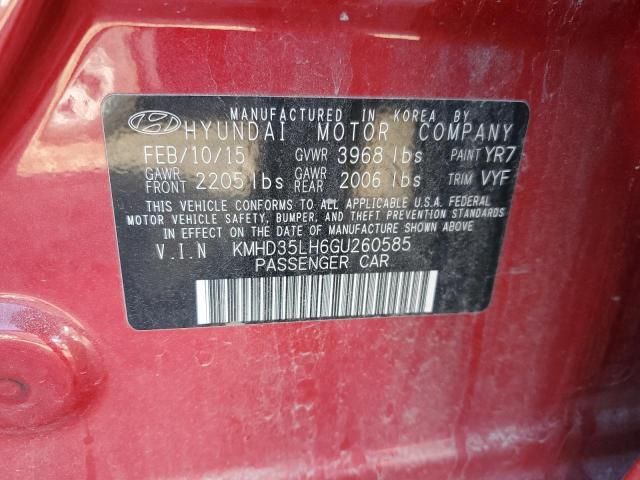 MANUFACTURED IN KOREA BY
HYUNDAI MOTOR COMPANY
FEB/10/15 GVWR 3968 lbs PAINT YR7
GAWR FRONT 2205 lbs GAWR REAR 2006 lbs TRIM VYF
THIS VEHICLE CONFORMS TO ALL APPLICABLE U.S.A. FEDERAL
MOTOR VEHICLE SAFETY, BUMPER, AND THEFT PREVENTION STANDARDS
IN EFFECT ON THE DATE OF MANUFACTURE SHOWN ABOVE.
V.I.N KMHD35LH6GU260585
PASSENGER CAR